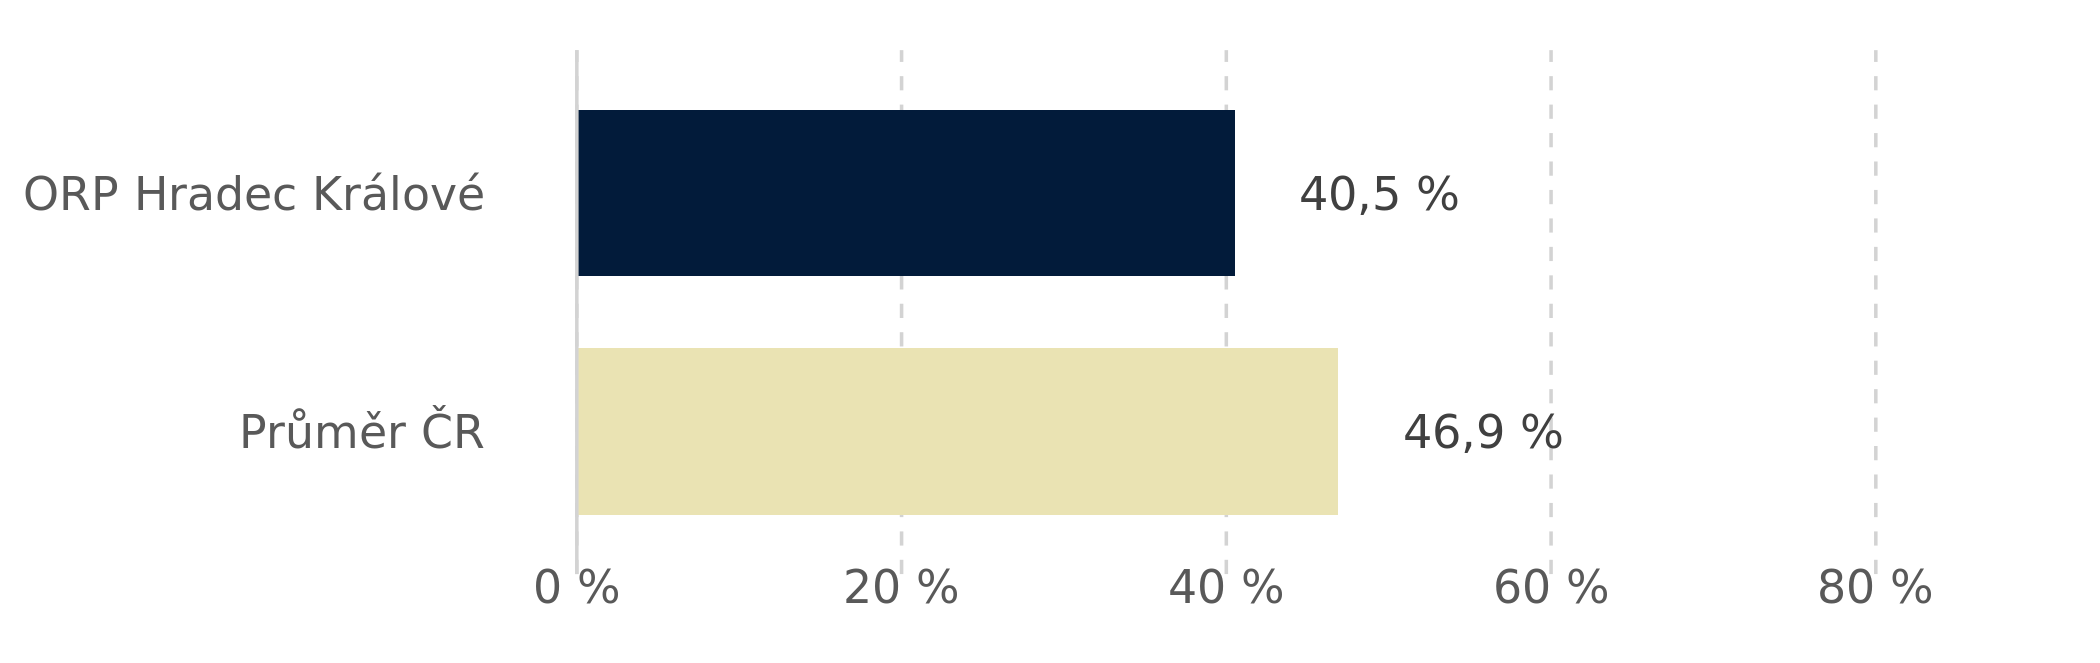 ORP Hradec Králové
40,5 %
Průměr ČR
46,9 %
0 % 20 % 40 % 60 % 80 %